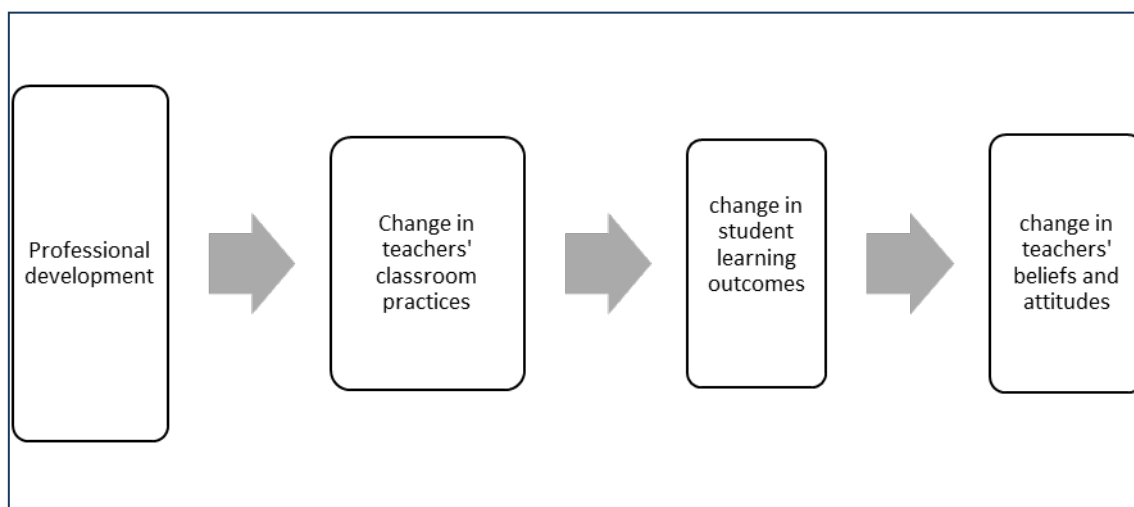 Professional
development
Change in
teachers'
classroom
practices
change in
student
learning
outcomes
change in
teachers'
beliefs and
attitudes